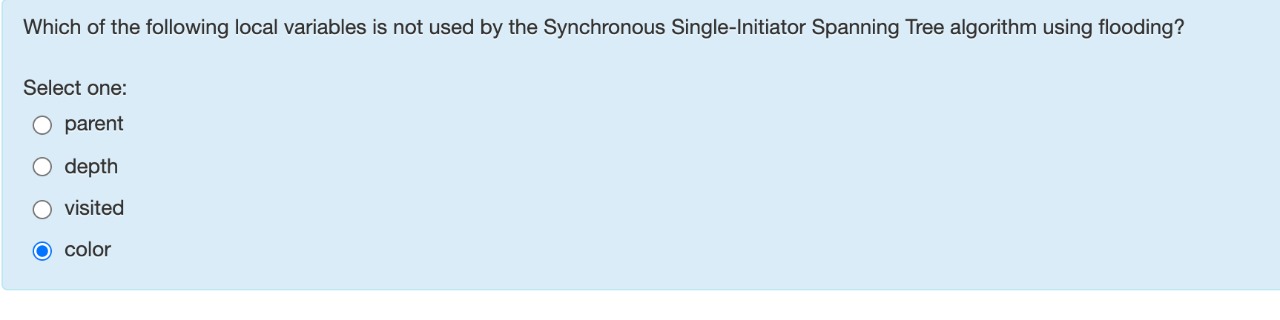 Which of the following local variables is not used by the Synchronous Single-Initiator Spanning Tree algorithm using flooding?
Select one:
parent
depth
visited
color